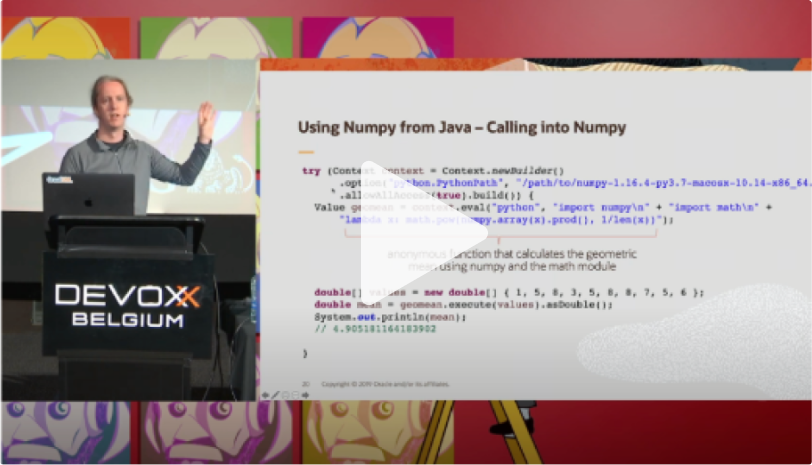 DEVOXX
BELGIUM
Using Numpy from Java – Calling into Numpy
try (Context context = Context.newBuilder()
.option("python.PythonPath", "/path/to/numpy-1.16.4-py3.7-macosx-10.14-x86_64.
.allowAllAccess(true).build()) {
Value geomean = context.eval("python", "import numpy\n" + "import math\n" +
"lambda x: math.pow(numpy.array(x).prod(), 1/len(x))");
anonymous function that calculates the geometric
mean using numpy and the math module
double[] values = new double[] { 1, 5, 8, 3, 5, 8, 8, 7, 5, 6 };
double mean = geomean.execute(values).asDouble();
System.out.println(mean);
// 4.905181164183902
}
20 Copyright © 2019 Oracle and/or its affiliates.